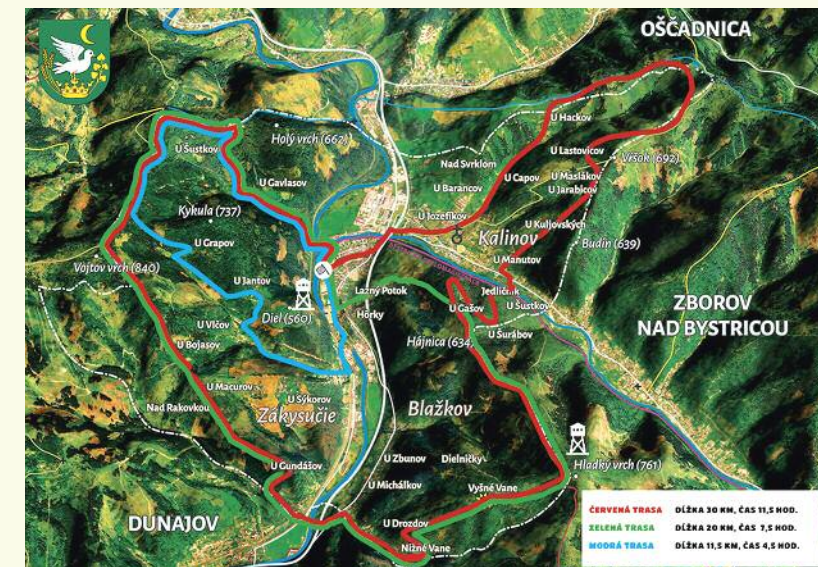 OŠČADNICA
Holý vrch (667)
U Hackov
U Šustkov
Nad Svrklom
U Lastovicov
Vŕšok (692)
U Gavlasov
U Barancov
U Capov
U Maslákov
U Jarabicov
Kykula (737)
U Jozefíkov
U Kuljovských
Kalinov
U Grapov
Budín (639)
Vojtov vrch (840)
U Manutov
U Jantov
Lazný Potok
Jedličník
Diel (560)
Hôrky
U Gašov
U Šustkov
ZBOROV
NAD BYSTRICOU
U Vlčov
U Bojasov
Hájnica (634)
U Šurábov
U Macurov
U Sýkorov
Nad Rakovkou
Zákysučie
Blažkov
U Gundášov
U Zbunov
Dielničky
Hladký vrch (761)
U Michálkov
Vyšné Vane
DUNAJOV
U Drozdov
Nižné Vane
ČERVENÁ TRASA DĹŽKA 30 KM, ČAS 11,5 HOD.
ZELENÁ TRASA DĹŽKA 20 KM, ČAS 7,5 HOD.
MODRÁ TRASA DĹŽKA 11,5 KM, ČAS 4,5 HOD.